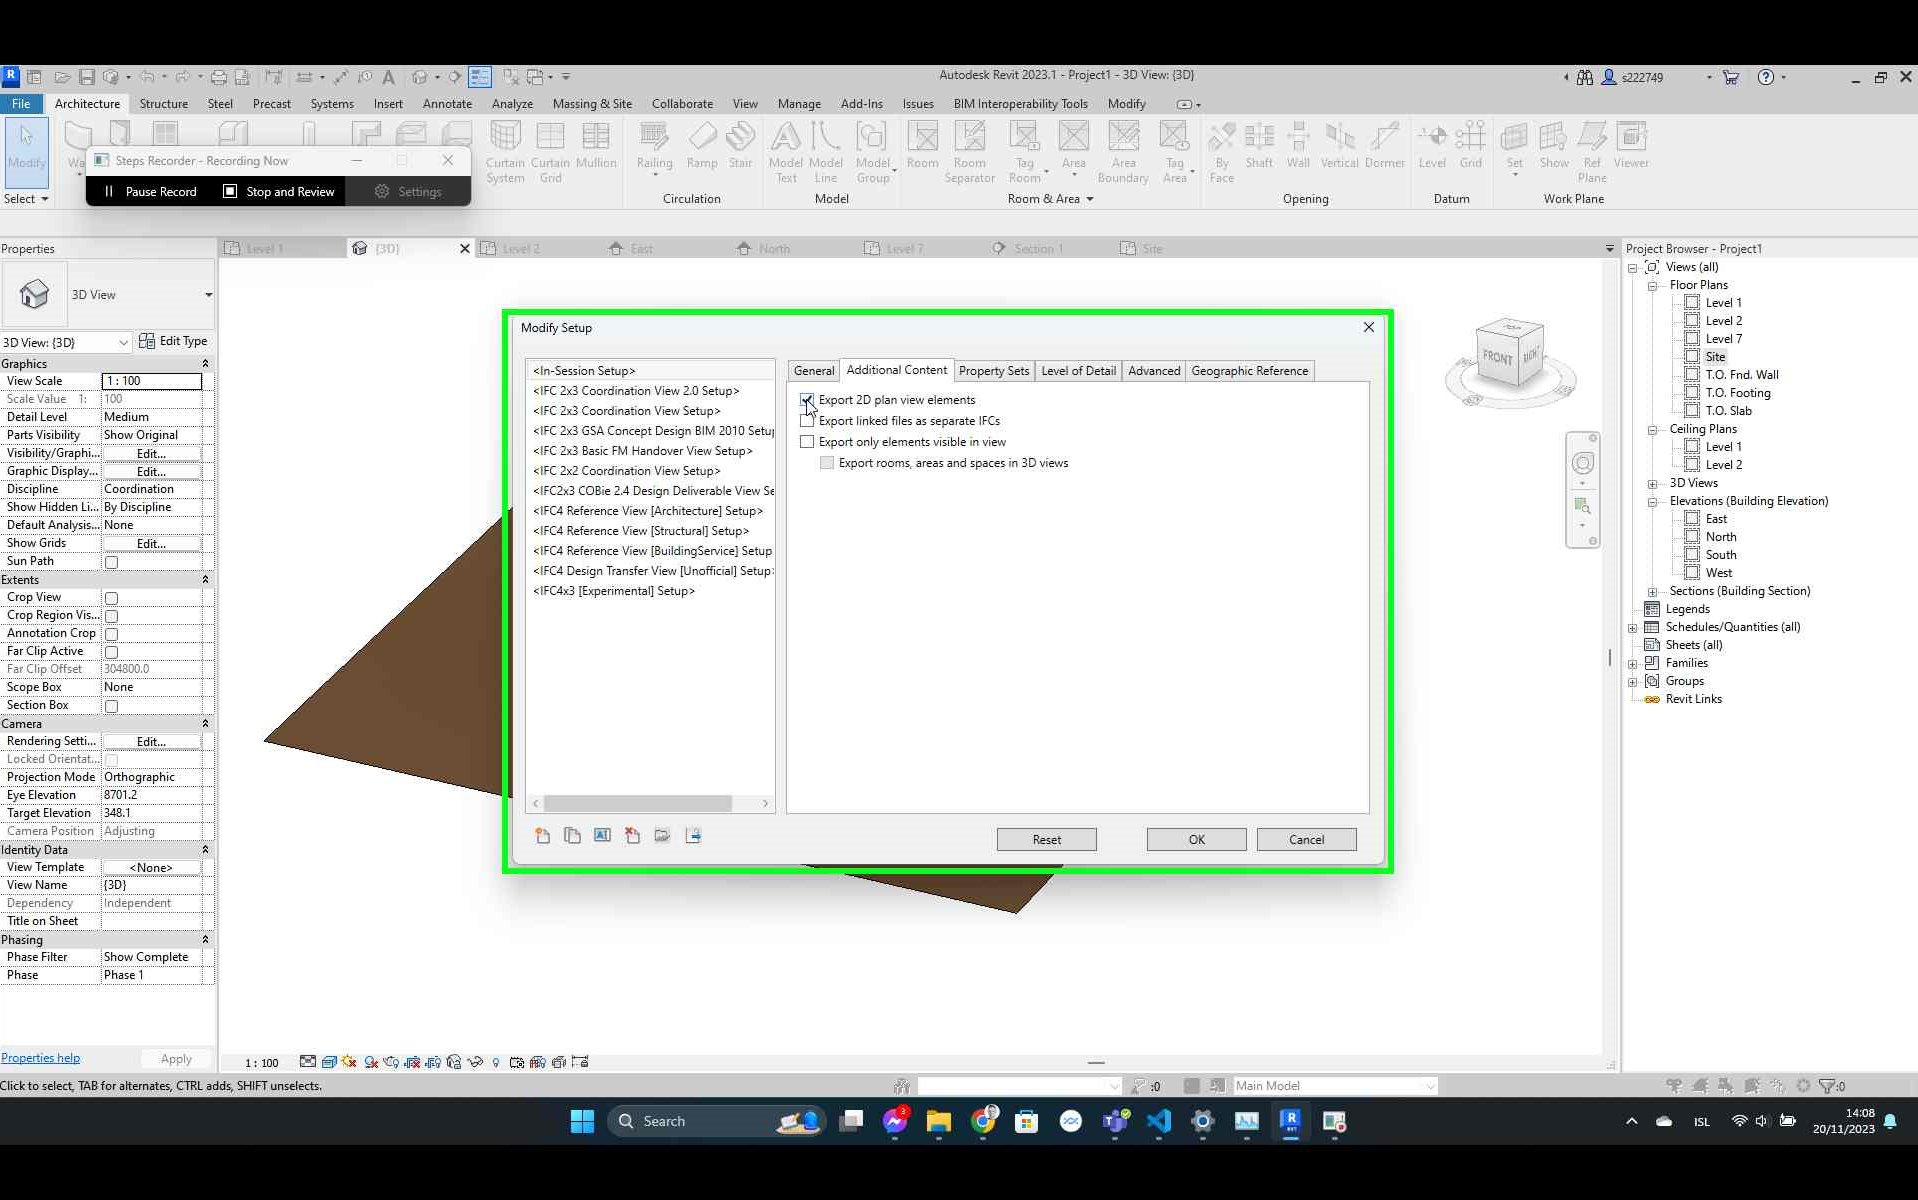 Autodesk Revit 2023.1 - Project1 - 3D View: {3D}
s222749
File Architecture Structure Steel Precast Systems Insert Annotate Analyze Massing & Site Collaborate View Manage Add-Ins Issues BIM Interoperability Tools Modify
Modify
Select
Steps Recorder - Recording Now
Pause Record Stop and Review Settings
Curtain System
Curtain Grid
Mullion
Railing Ramp Stair
Circulation
Model Text
Model Line
Model Group
Model
Room
Room Separator
Tag Room
Area
Area Boundary
Tag Area
Room & Area
By Face
Shaft
Wall
Vertical
Dormer
Opening
Level Grid
Datum
Set
Show
Ref Plane
Viewer
Work Plane
Level 1 {3D} Level 2 East North Level 7 Section 1 Site
Properties
3D View
3D View: {3D} Edit Type
Graphics
View Scale 1 : 100
Scale Value 1: 100
Detail Level Medium
Parts Visibility Show Original
Visibility/Graphi... Edit...
Graphic Display... Edit...
Discipline Coordination
Show Hidden Li... By Discipline
Default Analysis... None
Show Grids Edit...
Sun Path
Extents
Crop View
Crop Region Vis...
Annotation Crop
Far Clip Active
Far Clip Offset 304800.0
Scope Box None
Section Box
Camera
Rendering Setti... Edit...
Locked Orientat...
Projection Mode Orthographic
Eye Elevation 8701.2
Target Elevation 348.1
Camera Position Adjusting
Identity Data
View Template <None>
View Name {3D}
Dependency Independent
Title on Sheet
Phasing
Phase Filter Show Complete
Phase Phase 1
Properties help Apply
Modify Setup
<In-Session Setup>
<IFC 2x3 Coordination View 2.0 Setup>
<IFC 2x3 Coordination View Setup>
<IFC 2x3 GSA Concept Design BIM 2010 Setu
<IFC 2x3 Basic FM Handover View Setup>
<IFC 2x2 Coordination View Setup>
<IFC2x3 COBie 2.4 Design Deliverable View Se
<IFC4 Reference View [Architecture] Setup>
<IFC4 Reference View [Structural] Setup>
<IFC4 Reference View [BuildingService] Setup
<IFC4 Design Transfer View [Unofficial] Setup>
<IFC4x3 [Experimental] Setup>
General Additional Content Property Sets Level of Detail Advanced Geographic Reference
Export 2D plan view elements
Export linked files as separate IFCs
Export only elements visible in view
Export rooms, areas and spaces in 3D views
Reset OK Cancel
TOP
FRONT
RIGHT
Project Browser - Project1
Views (all)
Floor Plans
Level 1
Level 2
Level 7
Site
T.O. Fnd. Wall
T.O. Footing
T.O. Slab
Ceiling Plans
Level 1
Level 2
3D Views
Elevations (Building Elevation)
East
North
South
West
Sections (Building Section)
Legends
Schedules/Quantities (all)
Sheets (all)
Families
Groups
Revit Links
1 : 100
Click to select, TAB for alternates, CTRL adds, SHIFT unselects.
:0
Main Model
:0
Search
3
ISL
14:08
20/11/2023